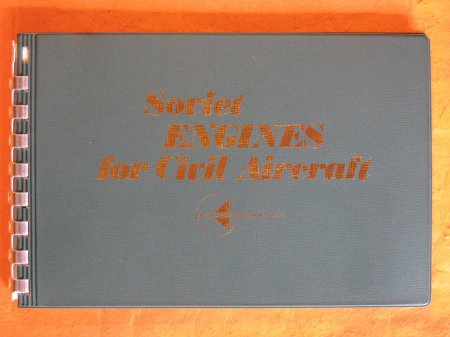 Soviet
ENGINES
for Civil Aircraft